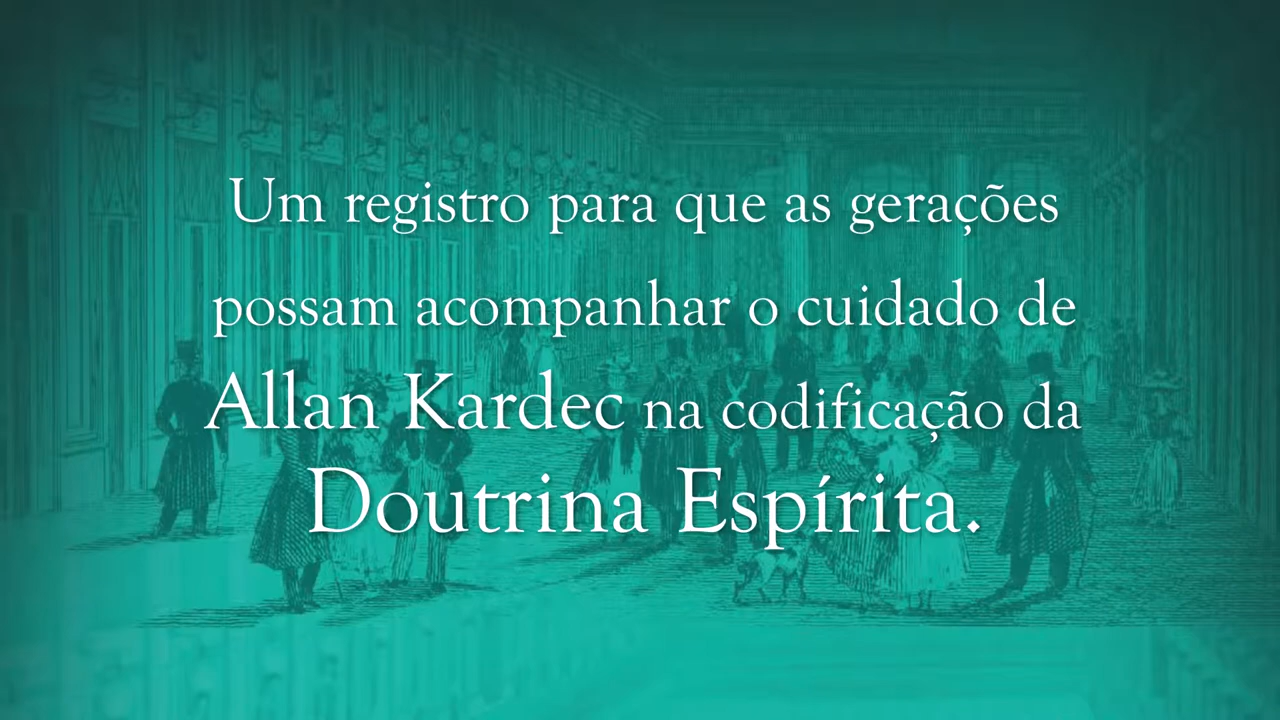 Um registro para que as gerações
possam acompanhar o cuidado de
Allan Kardec na codificação da
Doutrina Espírita.